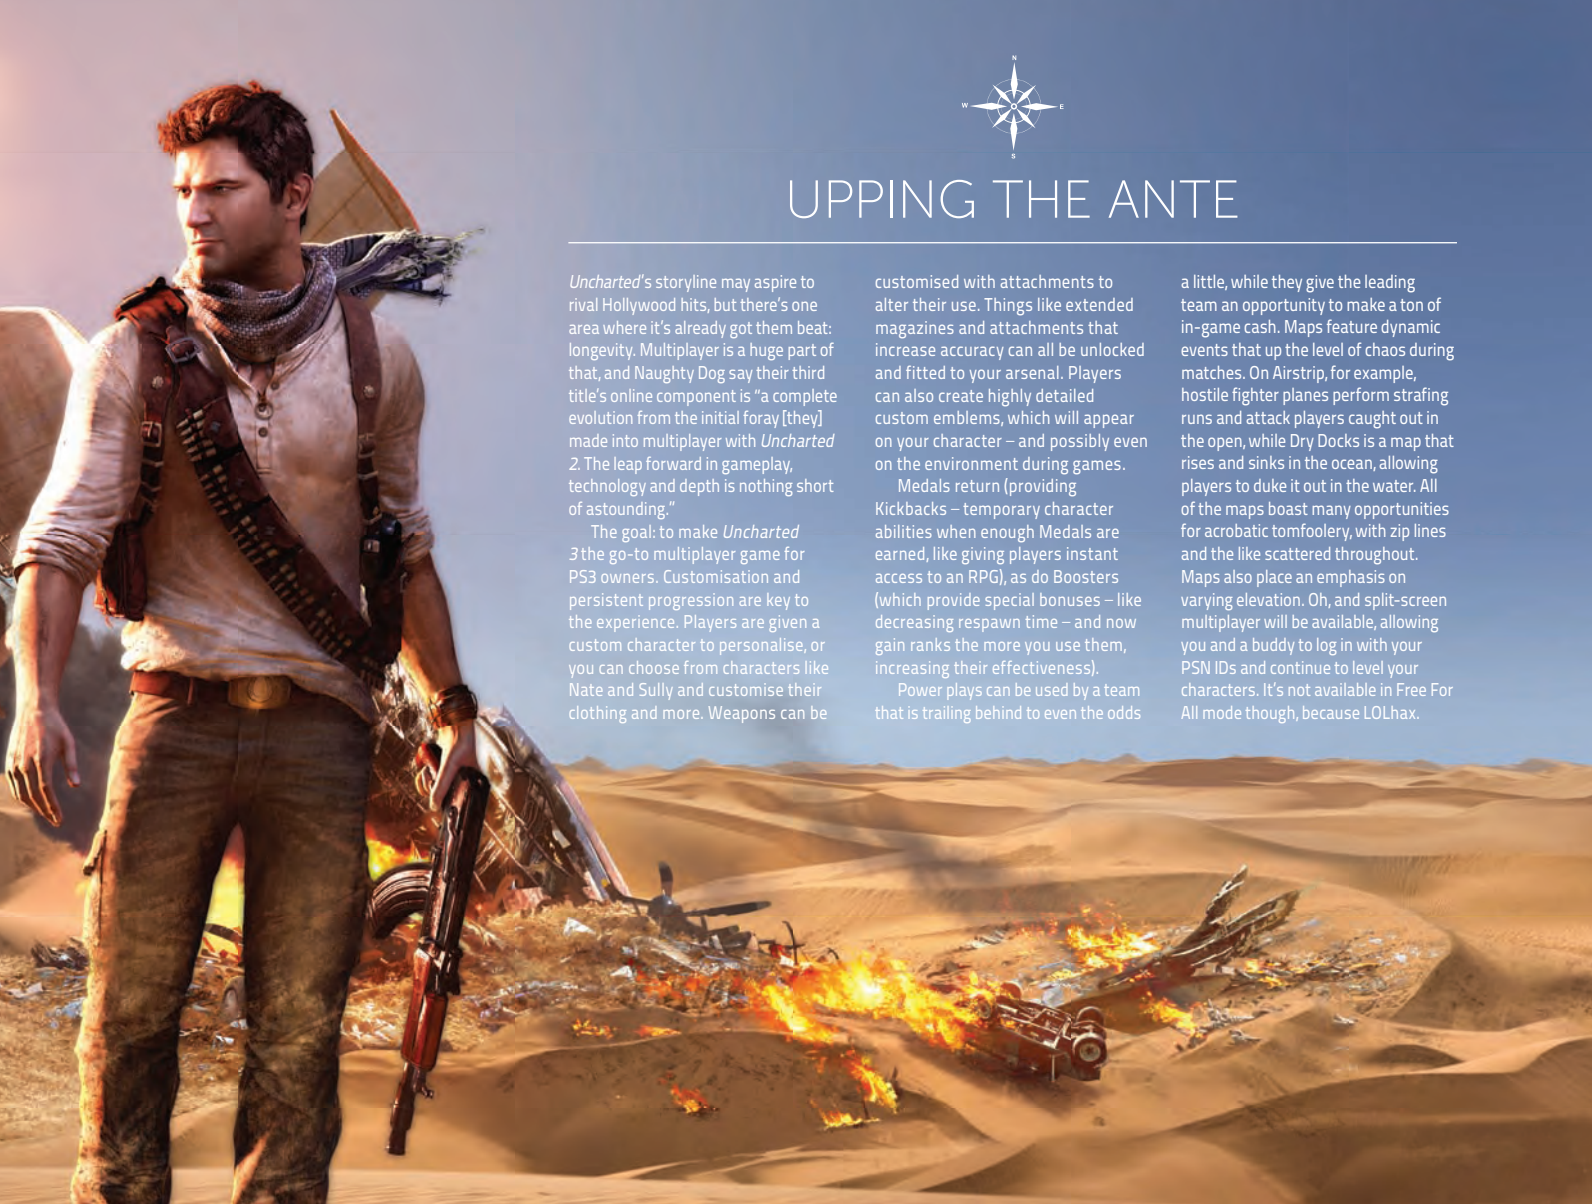 N
W E
S
UPPING THE ANTE
Uncharted's storyline may aspire to
rival Hollywood hits, but there's one
area where it's already got them beat:
longevity. Multiplayer is a huge part of
that, and Naughty Dog say their third
title's online component is "a complete
evolution from the initial foray [they]
made into multiplayer with Uncharted
2. The leap forward in gameplay,
technology and depth is nothing short
of astounding."
The goal: to make Uncharted
3 the go-to multiplayer game for
PS3 owners. Customisation and
persistent progression are key to
the experience. Players are given a
custom character to personalise, or
you can choose from characters like
Nate and Sully and customise their
clothing and more. Weapons can be
customised with attachments to
alter their use. Things like extended
magazines and attachments that
increase accuracy can all be unlocked
and fitted to your arsenal. Players
can also create highly detailed
custom emblems, which will appear
on your character – and possibly even
on the environment during games.
Medals return (providing
Kickbacks – temporary character
abilities when enough Medals are
earned, like giving players instant
access to an RPG), as do Boosters
(which provide special bonuses – like
decreasing respawn time – and now
gain ranks the more you use them,
increasing their effectiveness).
Power plays can be used by a team
that is trailing behind to even the odds
a little, while they give the leading
team an opportunity to make a ton of
in-game cash. Maps feature dynamic
events that up the level of chaos during
matches. On Airstrip, for example,
hostile fighter planes perform strafing
runs and attack players caught out in
the open, while Dry Docks is a map that
rises and sinks in the ocean, allowing
players to duke it out in the water. All
of the maps boast many opportunities
for acrobatic tomfoolery, with zip lines
and the like scattered throughout.
Maps also place an emphasis on
varying elevation. Oh, and split-screen
multiplayer will be available, allowing
you and a buddy to log in with your
PSN IDs and continue to level your
characters. It's not available in Free For
All mode though, because LOLhax.